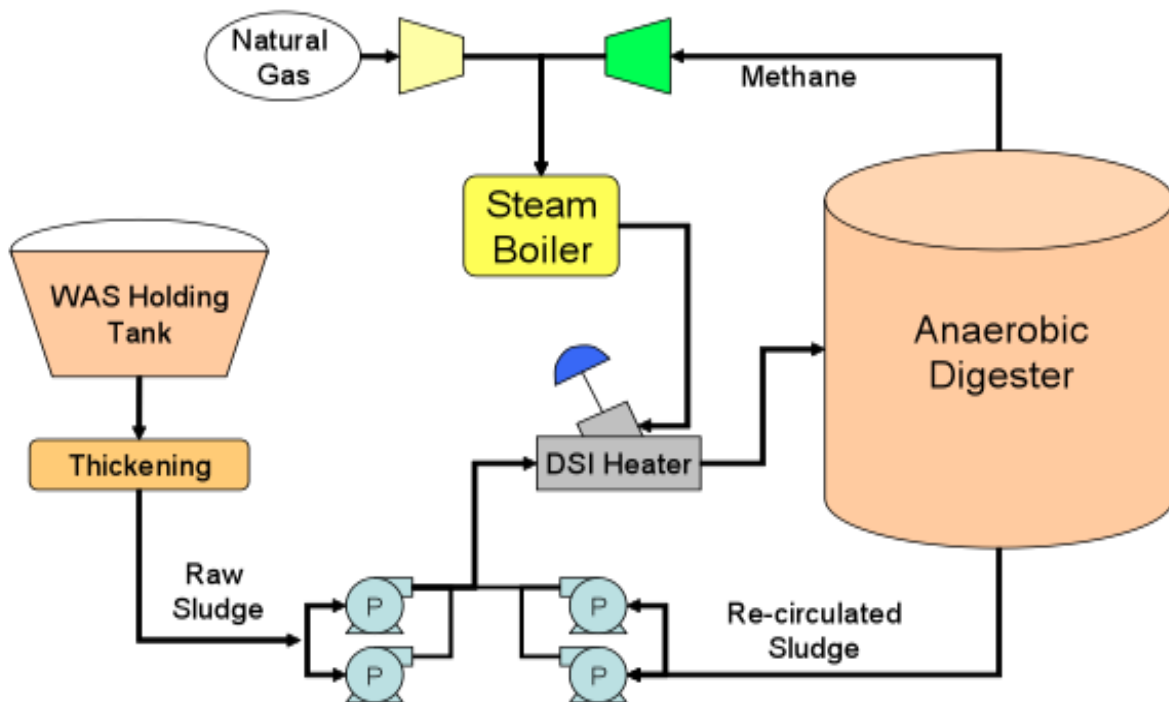 Natural
Gas
Methane
Steam
Boiler
WAS Holding
Tank
Anaerobic
Digester
Thickening
DSI Heater
Raw
Sludge
P
P
Re-circulated
Sludge
P
P